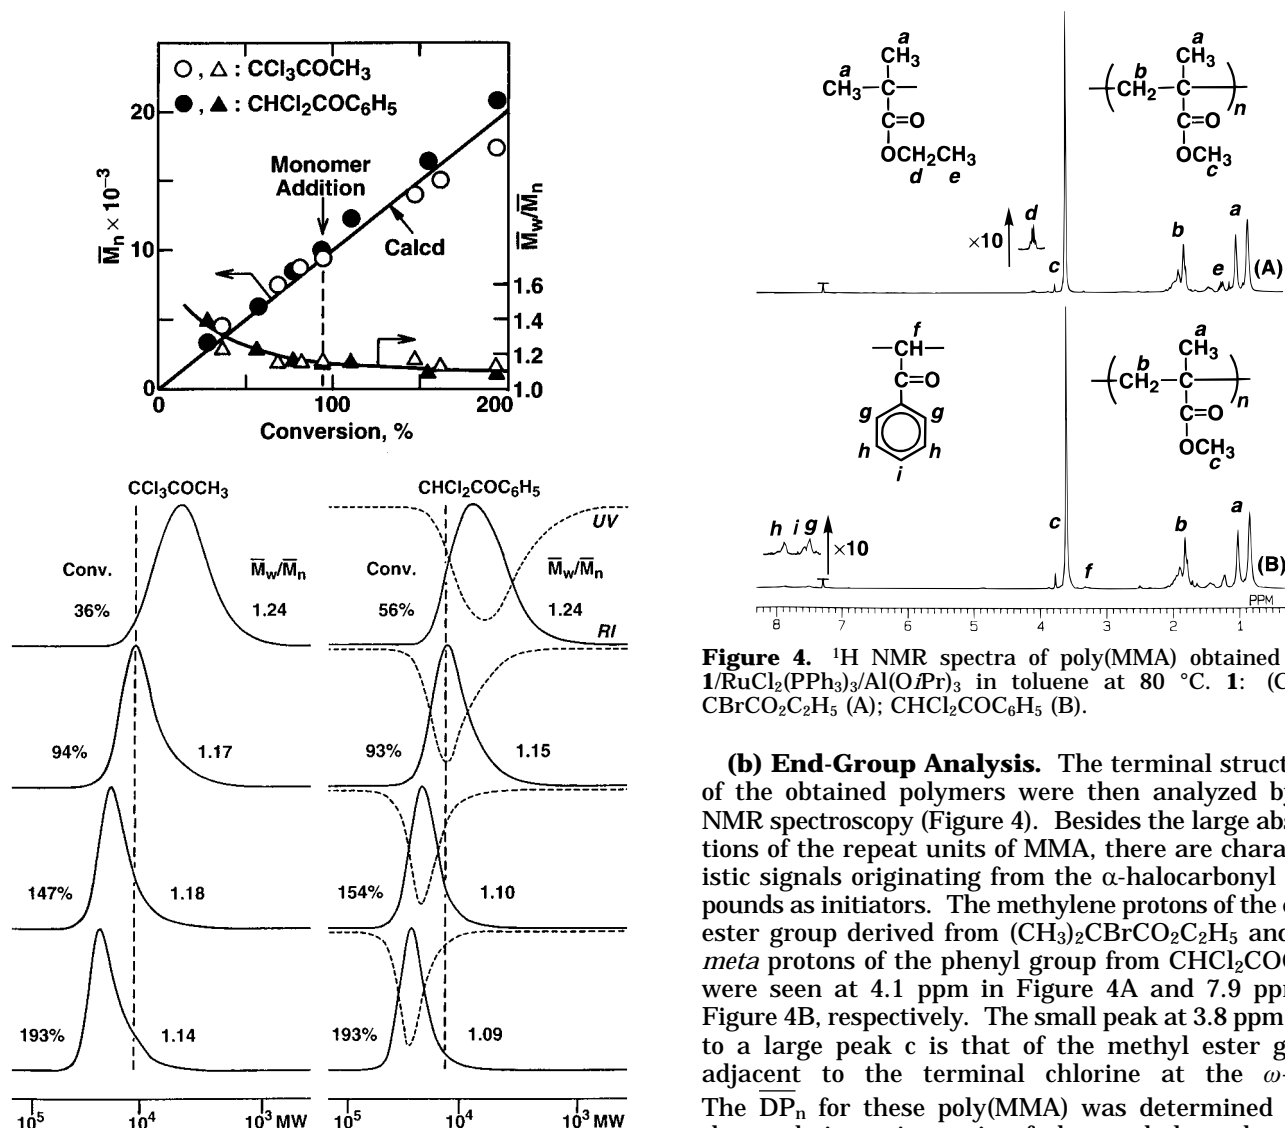 ○ , △ : CCl₃COCH₃
● , ▲ : CHCl₂COC₆H₅
20
10
0
M̅n × 10⁻³
Monomer
Addition
Calcd
M̅w/M̅n
1.6
1.4
1.2
1.0
0
100
200
Conversion, %
CCl₃COCH₃
Conv.
M̅w/M̅n
36%
1.24
94%
1.17
147%
1.18
193%
1.14
10⁵
10⁴
10³ MW
CHCl₂COC₆H₅
UV
Conv.
M̅w/M̅n
56%
1.24
RI
93%
1.15
154%
1.10
193%
1.09
10⁵
10⁴
10³ MW
a
CH₃
a
CH₃—C—
C=O
OCH₂CH₃
d e
a
b CH₃
—(CH₂—C—)n
C=O
OCH₃
c
d
×10
c
b
e
a
(A)
f
—CH—
C=O
g g
h h
i
a
b CH₃
—(CH₂—C—)n
C=O
OCH₃
c
h i g
×10
c
f
b
a
(B)
PPM
8 7 6 5 4 3 2 1
Figure 4. ¹H NMR spectra of poly(MMA) obtained
1/RuCl₂(PPh₃)₃/Al(OiPr)₃ in toluene at 80 °C. 1: (C
CBrCO₂C₂H₅ (A); CHCl₂COC₆H₅ (B).
(b) End-Group Analysis. The terminal struct
of the obtained polymers were then analyzed by
NMR spectroscopy (Figure 4). Besides the large abs
tions of the repeat units of MMA, there are chara
istic signals originating from the α-halocarbonyl
pounds as initiators. The methylene protons of the e
ester group derived from (CH₃)₂CBrCO₂C₂H₅ and
meta protons of the phenyl group from CHCl₂COC
were seen at 4.1 ppm in Figure 4A and 7.9 ppm
Figure 4B, respectively. The small peak at 3.8 ppm
to a large peak c is that of the methyl ester g
adjacent to the terminal chlorine at the ω-
The D̅P̅n for these poly(MMA) was determined